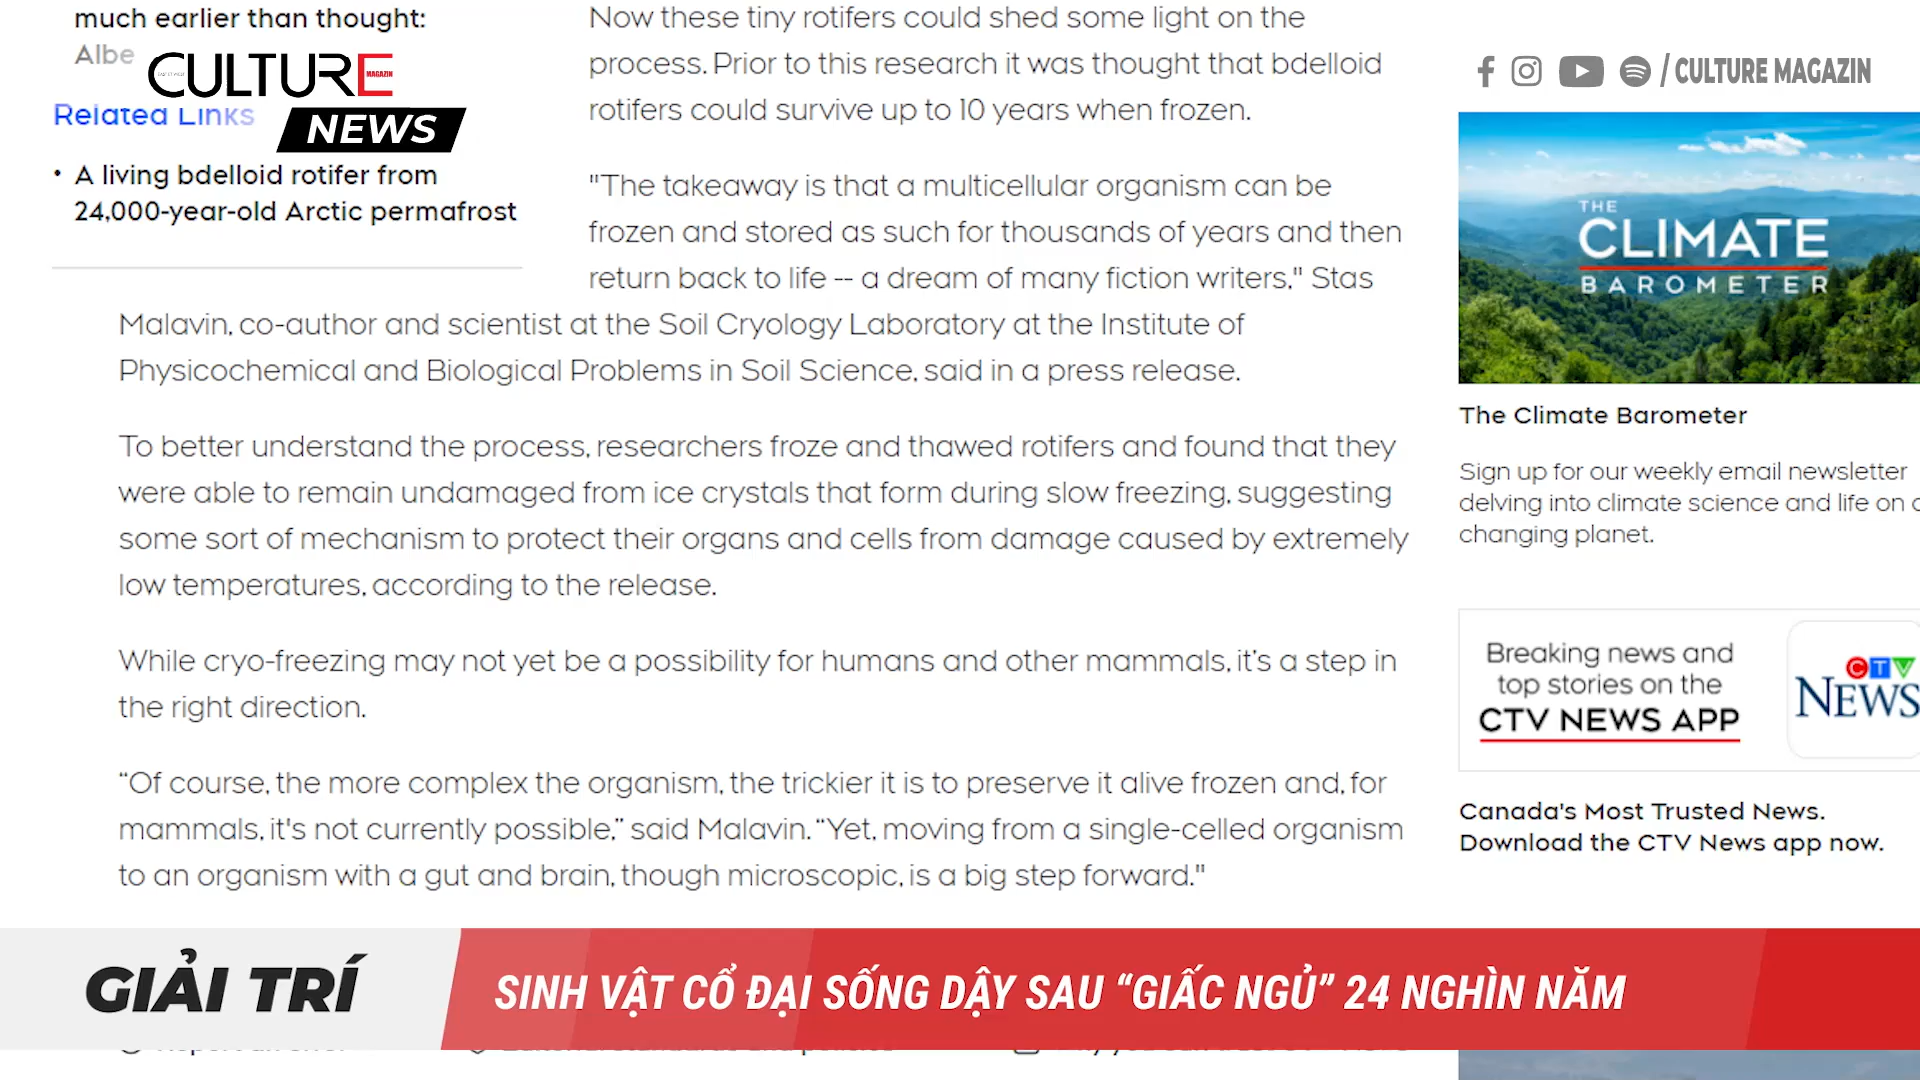 much earlier than thought:
Albe
CULTURE
MAGAZIN
NEWS
Related Links
• A living bdelloid rotifer from
24,000-year-old Arctic permafrost
Now these tiny rotifers could shed some light on the
process. Prior to this research it was thought that bdelloid
rotifers could survive up to 10 years when frozen.
"The takeaway is that a multicellular organism can be
frozen and stored as such for thousands of years and then
return back to life -- a dream of many fiction writers," Stas
Malavin, co-author and scientist at the Soil Cryology Laboratory at the Institute of
Physicochemical and Biological Problems in Soil Science, said in a press release.
To better understand the process, researchers froze and thawed rotifers and found that they
were able to remain undamaged from ice crystals that form during slow freezing, suggesting
some sort of mechanism to protect their organs and cells from damage caused by extremely
low temperatures, according to the release.
While cryo-freezing may not yet be a possibility for humans and other mammals, it’s a step in
the right direction.
“Of course, the more complex the organism, the trickier it is to preserve it alive frozen and, for
mammals, it's not currently possible,” said Malavin. “Yet, moving from a single-celled organism
to an organism with a gut and brain, though microscopic, is a big step forward."
/ CULTURE MAGAZIN
THE
CLIMATE
BAROMETER
The Climate Barometer
Sign up for our weekly email newsletter
delving into climate science and life on a
changing planet.
Breaking news and
top stories on the
CTV NEWS APP
CTV
NEWS
Canada's Most Trusted News.
Download the CTV News app now.
GIẢI TRÍ
SINH VẬT CỔ ĐẠI SỐNG DẬY SAU “GIẤC NGỦ” 24 NGHÌN NĂM